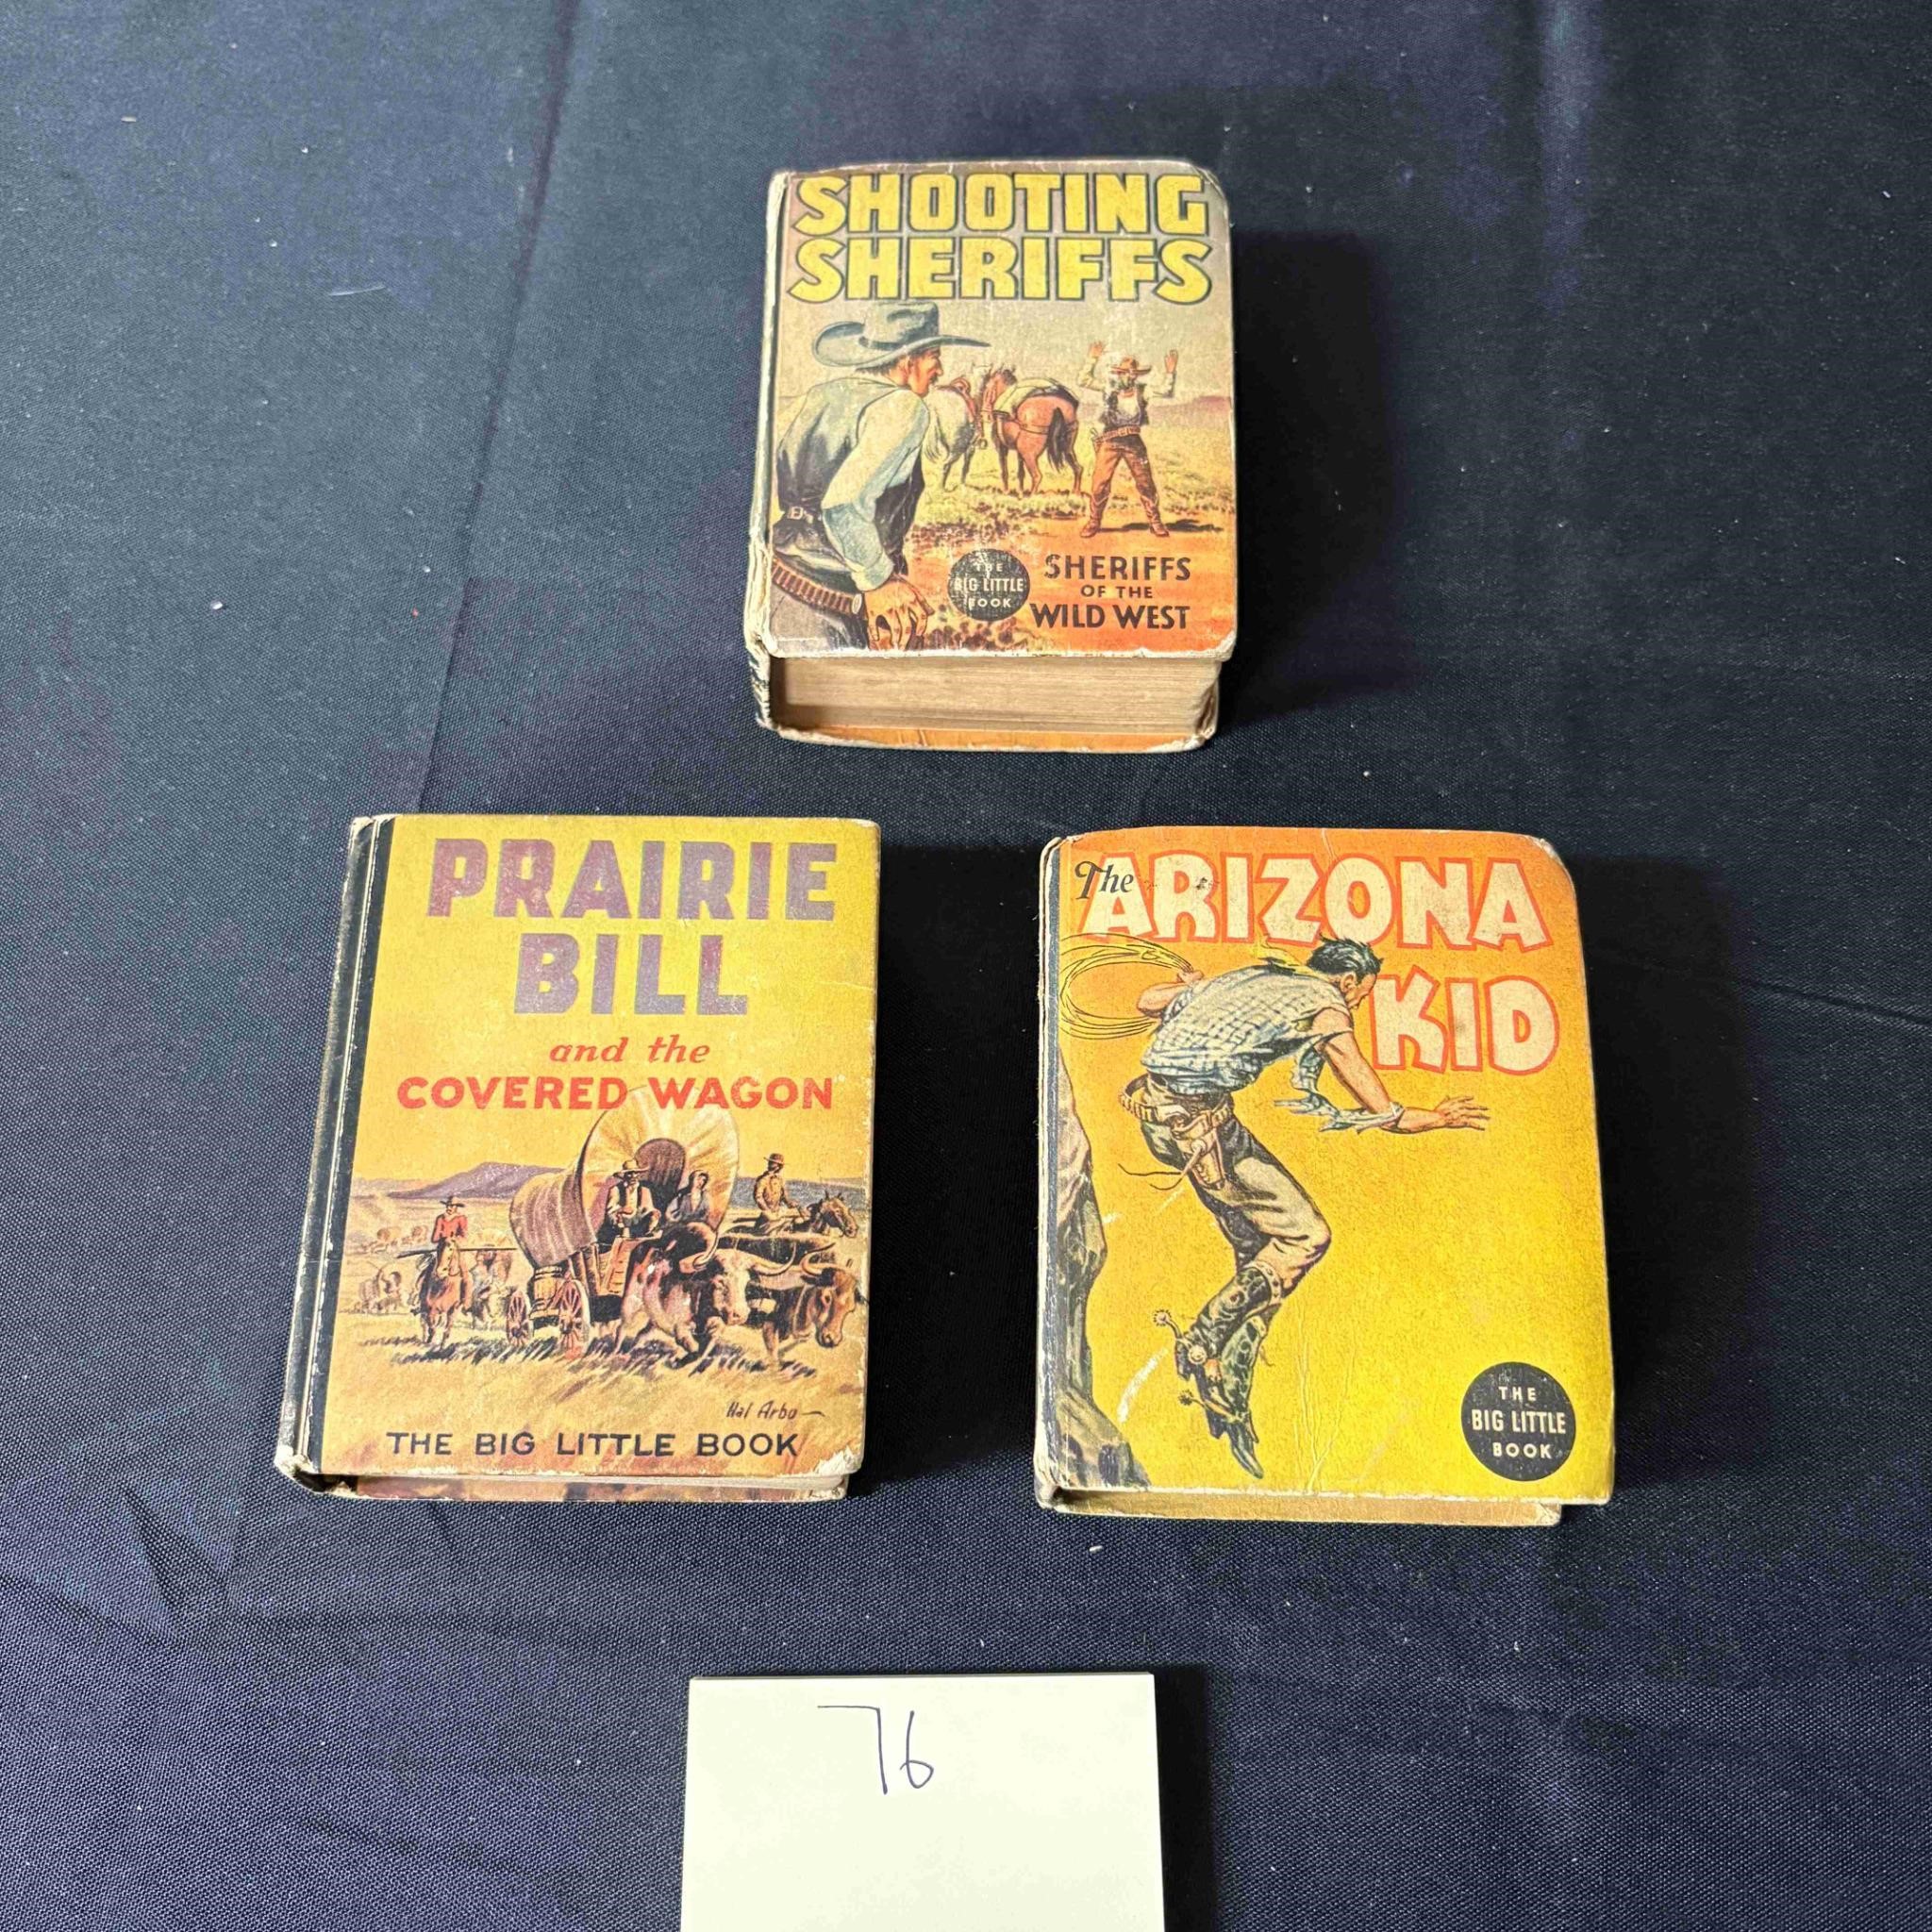 SHOOTING
SHERIFFS
THE
BIG LITTLE
BOOK
SHERIFFS
OF THE
WILD WEST
PRAIRIE
BILL
and the
COVERED WAGON
Hal Arbo
THE BIG LITTLE BOOK
The ARIZONA
KID
THE
BIG LITTLE
BOOK
76